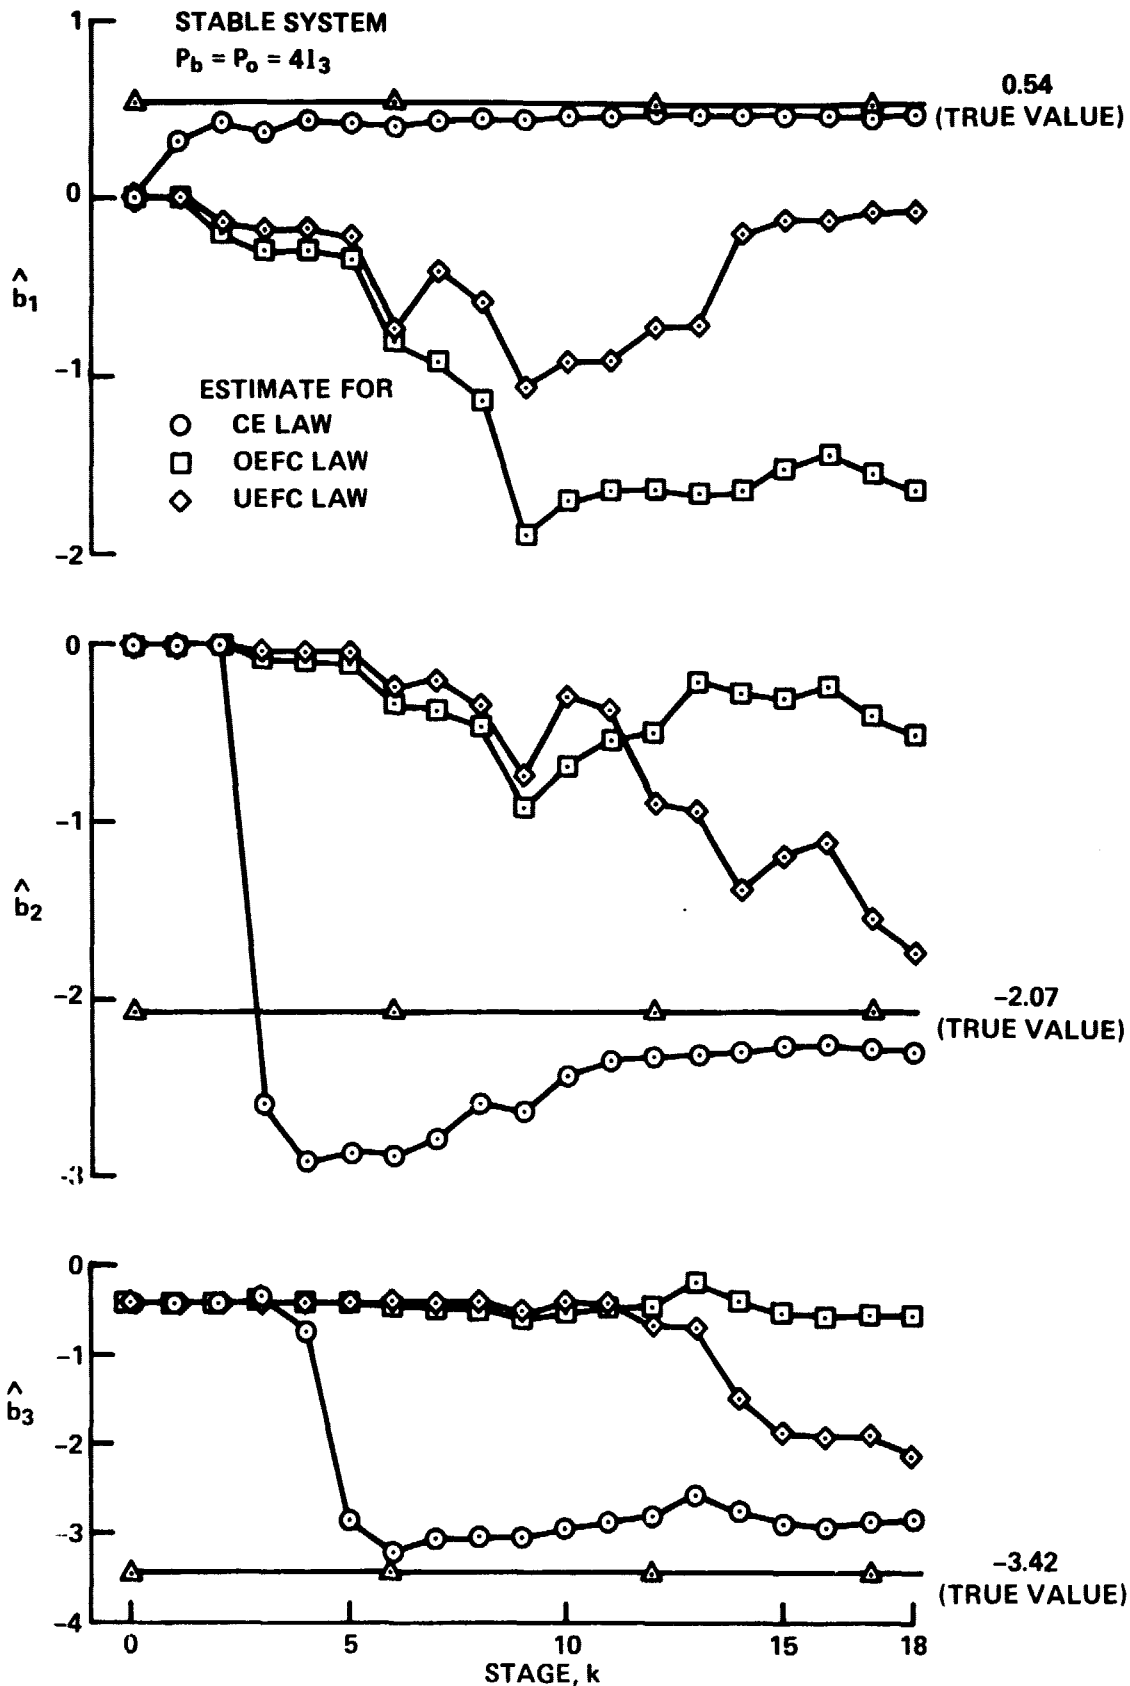 STABLE SYSTEM
P_b = P_o = 4I_3
1
0
-1
-2
b̂_1
0.54
(TRUE VALUE)
ESTIMATE FOR
CE LAW
OEFC LAW
UEFC LAW
0
-1
-2
-3
b̂_2
-2.07
(TRUE VALUE)
0
-1
-2
-3
-4
b̂_3
-3.42
(TRUE VALUE)
0 5 10 15 18
STAGE, k